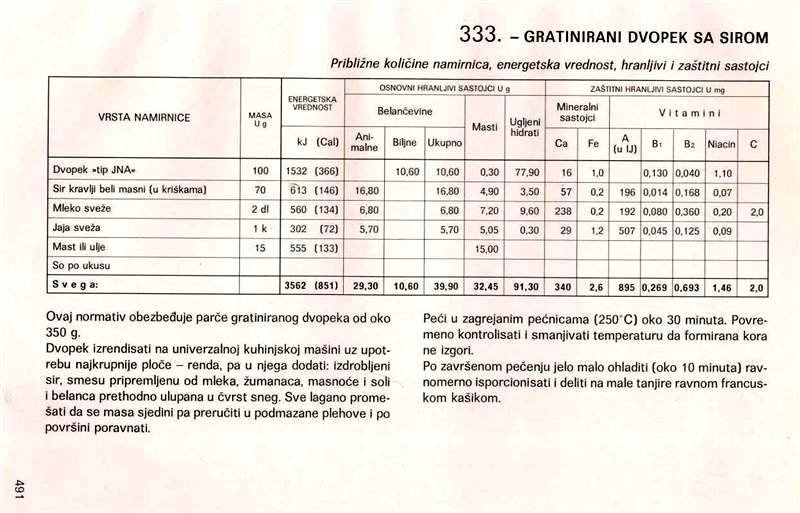 333. – GRATINIRANI DVOPEK SA SIROM
Približne količine namirnica, energetska vrednost, hranljivi i zaštitni sastojci
VRSTA NAMIRNICE
MASA
U g
ENERGETSKA
VREDNOST
kJ (Cal)
OSNOVNI HRANLJIVI SASTOJCI U g
Belančevine
Ani-
malne
Biljne
Ukupno
Masti
Ugljeni
hidrati
ZAŠTITNI HRANLJIVI SASTOJCI U mg
Mineralni
sastojci
Ca
Fe
Vitamini
A
(u IJ)
B1
B2
Niacin
C
Dvopek »tip JNA« 100 1532 (366) 10,60 10,60 0,30 77,90 16 1,0 0,130 0,040 1,10
Sir kravlji beli masni (u kriškama) 70 613 (146) 16,80 16,80 4,90 3,50 57 0,2 196 0,014 0,168 0,07
Mleko sveže 2 dl 560 (134) 6,80 6,80 7,20 9,60 238 0,2 192 0,080 0,360 0,20 2,0
Jaja sveža 1 k 302 (72) 5,70 5,70 5,05 0,30 29 1,2 507 0,045 0,125 0,09
Mast ili ulje 15 555 (133) 15,00
So po ukusu
Svega: 3562 (851) 29,30 10,60 39,90 32,45 91,30 340 2,6 895 0,269 0,693 1,46 2,0
Ovaj normativ obezbeđuje parče gratiniranog dvopeka od oko
350 g.
Dvopek izrendisati na univerzalnoj kuhinjskoj mašini uz upot-
rebu najkrupnije ploče – renda, pa u njega dodati: izdrobljeni
sir, smesu pripremljenu od mleka, žumanaca, masnoće i soli
i belanca prethodno ulupana u čvrst sneg. Sve lagano prome-
šati da se masa sjedini pa preručiti u podmazane plehove i po
površini poravnati.
Peći u zagrejanim pećnicama (250°C) oko 30 minuta. Povre-
meno kontrolisati i smanjivati temperaturu da formirana kora
ne izgori.
Po završenom pečenju jelo malo ohladiti (oko 10 minuta) rav-
nomerno isporcionisati i deliti na male tanjire ravnom francus-
kom kašikom.
491